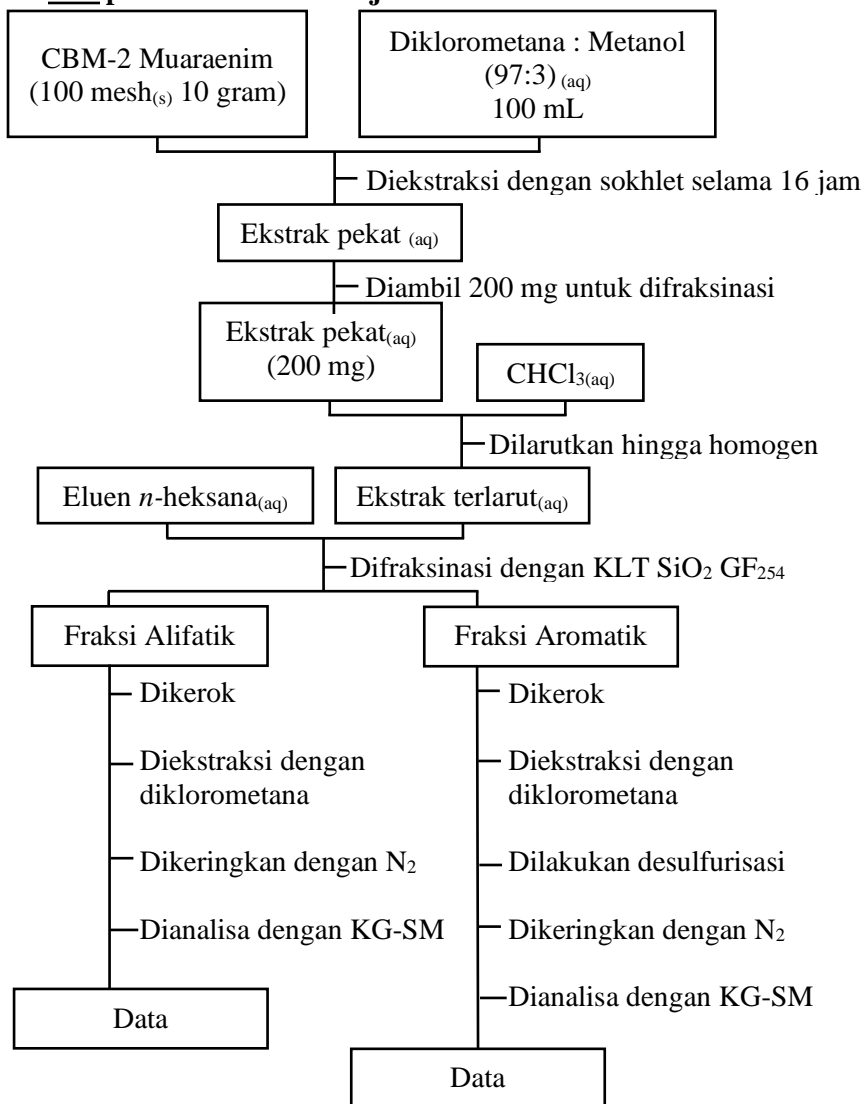 CBM-2 Muaraenim
(100 mesh(s) 10 gram)
Diklorometana : Metanol
(97:3) (aq)
100 mL
Diekstraksi dengan sokhlet selama 16 jam
Ekstrak pekat (aq)
Diambil 200 mg untuk difraksinasi
Ekstrak pekat(aq)
(200 mg)
CHCl3(aq)
Dilarutkan hingga homogen
Eluen n-heksana(aq)
Ekstrak terlarut(aq)
Difraksinasi dengan KLT SiO2 GF254
Fraksi Alifatik
Fraksi Aromatik
Dikerok
Diekstraksi dengan
diklorometana
Dikeringkan dengan N2
Dianalisa dengan KG-SM
Data
Dikerok
Diekstraksi dengan
diklorometana
Dilakukan desulfurisasi
Dikeringkan dengan N2
Dianalisa dengan KG-SM
Data